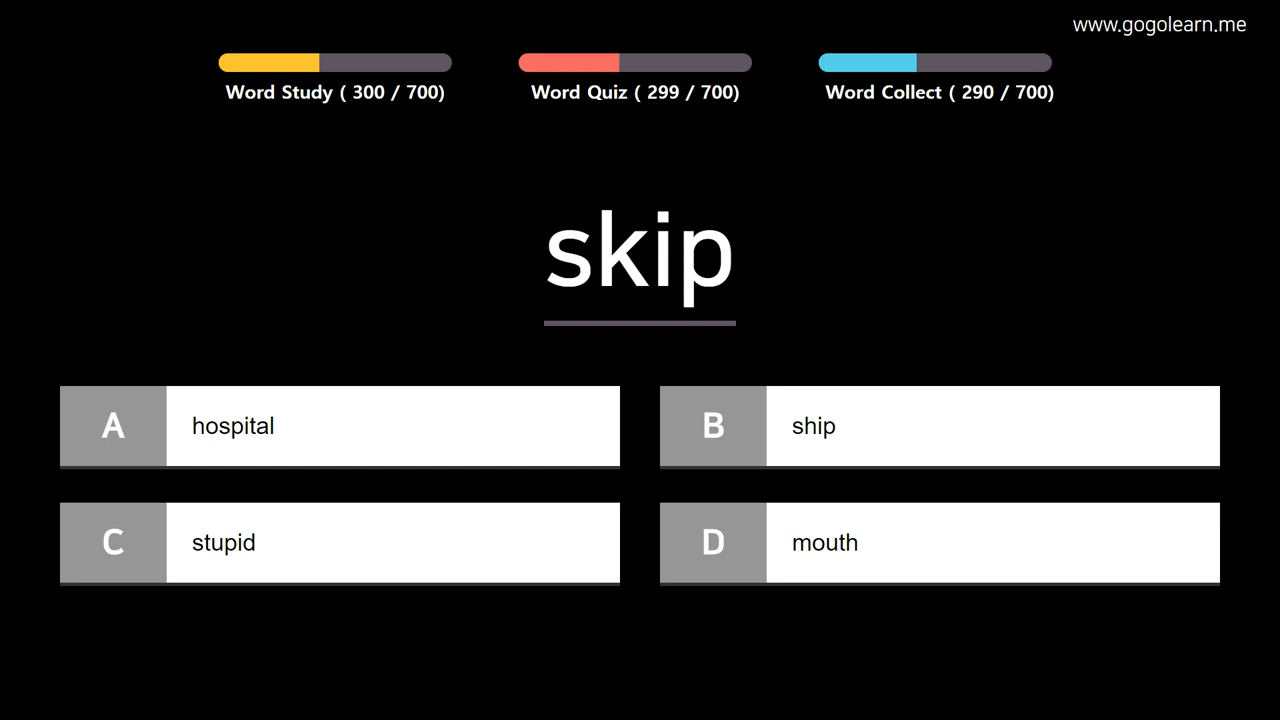 www.gogolearn.me
Word Study ( 300 / 700)
Word Quiz ( 299 / 700)
Word Collect ( 290 / 700)
skip
A hospital
B ship
C stupid
D mouth